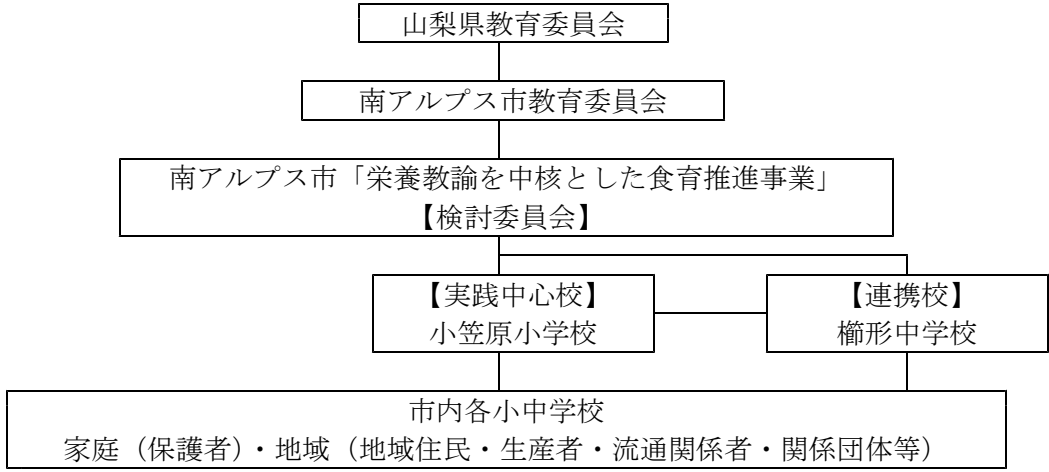 山梨県教育委員会
南アルプス市教育委員会
南アルプス市「栄養教諭を中核とした食育推進事業」
【検討委員会】
【実践中心校】
小笠原小学校
【連携校】
櫛形中学校
市内各小中学校
家庭（保護者）・地域（地域住民・生産者・流通関係者・関係団体等）